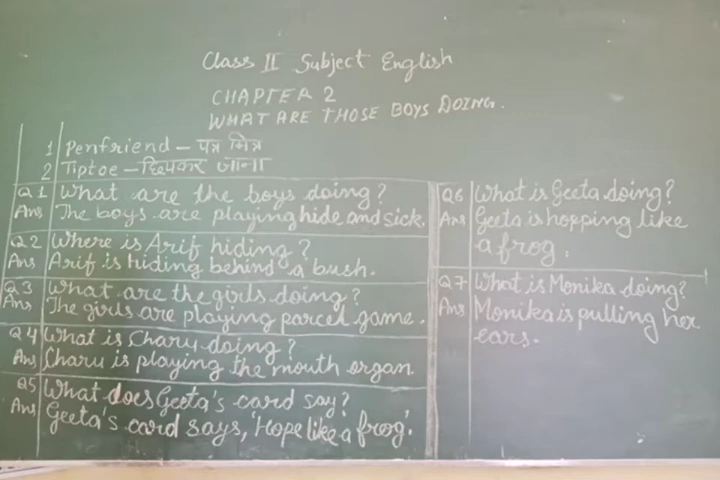 Class II Subject English
CHAPTER 2
WHAT ARE THOSE BOYS DOING.
1 Penfriend – पत्र मित्र
2 Tiptoe – छिपकर जाना
Q1 What are the boys doing?
Ans The boys are playing hide and sick.
Q2 Where is Arif hiding?
Ans Arif is hiding behind a bush.
Q3 What are the girls doing?
Ans The girls are playing parcel game.
Q4 What is Charu doing?
Ans Charu is playing the mouth organ.
Q5 What does Geeta's card say?
Ans Geeta's card says, 'Hope like a frog'.
Q6 What is Geeta doing?
Ans Geeta is hopping like
a frog.
Q7 What is Monika doing?
Ans Monika is pulling her
ears.